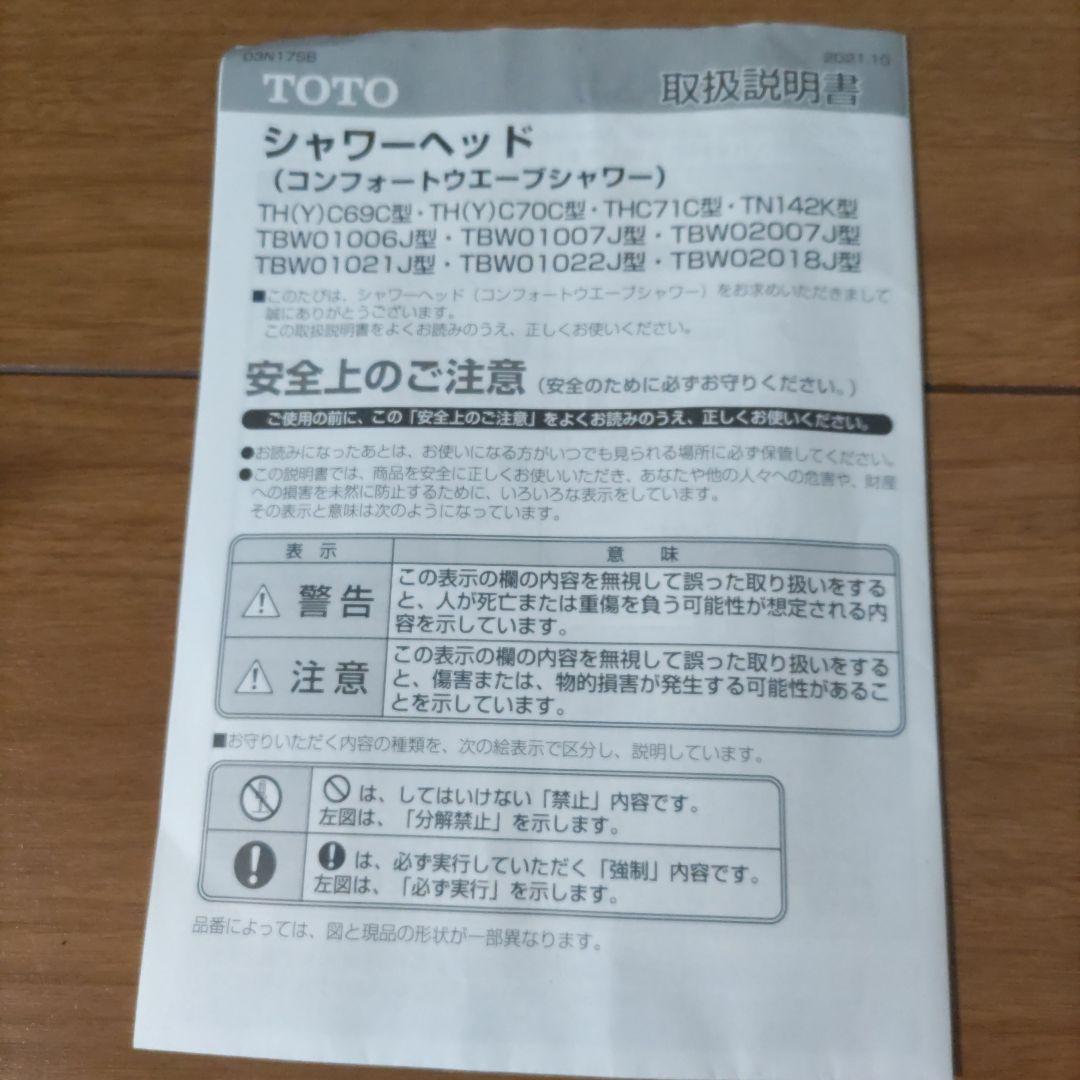 03N17SB 2021.10
TOTO 取扱説明書
シャワーヘッド
（コンフォートウエーブシャワー）
TH(Y)C69C型・TH(Y)C70C型・THC71C型・TN142K型
TBW01006J型・TBW01007J型・TBW02007J型
TBW01021J型・TBW01022J型・TBW02018J型
■このたびは、シャワーヘッド（コンフォートウエーブシャワー）をお求めいただきまして
誠にありがとうございます。
この取扱説明書をよくお読みのうえ、正しくお使いください。
安全上のご注意（安全のために必ずお守りください。）
ご使用の前に、この「安全上のご注意」をよくお読みのうえ、正しくお使いください。
●お読みになったあとは、お使いになる方がいつでも見られる場所に必ず保管してください。
●この説明書では、商品を安全に正しくお使いいただき、あなたや他の人々への危害や、財産
への損害を未然に防止するために、いろいろな表示をしています。
その表示と意味は次のようになっています。
表示 意味
警告
この表示の欄の内容を無視して誤った取り扱いをする
と、人が死亡または重傷を負う可能性が想定される内
容を示しています。
注意
この表示の欄の内容を無視して誤った取り扱いをする
と、傷害または、物的損害が発生する可能性があるこ
とを示しています。
■お守りいただく内容の種類を、次の絵表示で区分し、説明しています。
は、してはいけない「禁止」内容です。
左図は、「分解禁止」を示します。
は、必ず実行していただく「強制」内容です。
左図は、「必ず実行」を示します。
品番によっては、図と現品の形状が一部異なります。